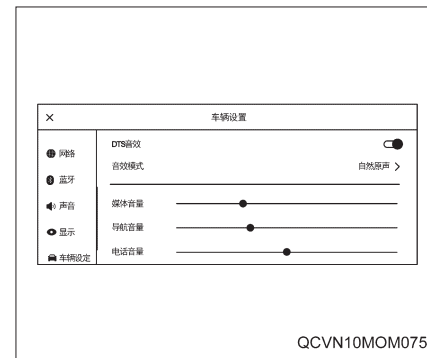 ×
车辆设置
网络
蓝牙
声音
显示
车辆设定
DTS音效
音效模式
自然原声 >
媒体音量
导航音量
电话音量
QCVN10MOM075